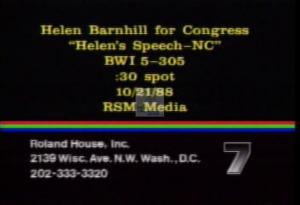 Helen Barnhill for Congress
"Helen's Speech-NC"
BWI 5-305
:30 spot
10/21/88
RSM Media
Roland House, Inc.
2139 Wisc. Ave. N.W. Wash., D.C.
202-333-3320
7